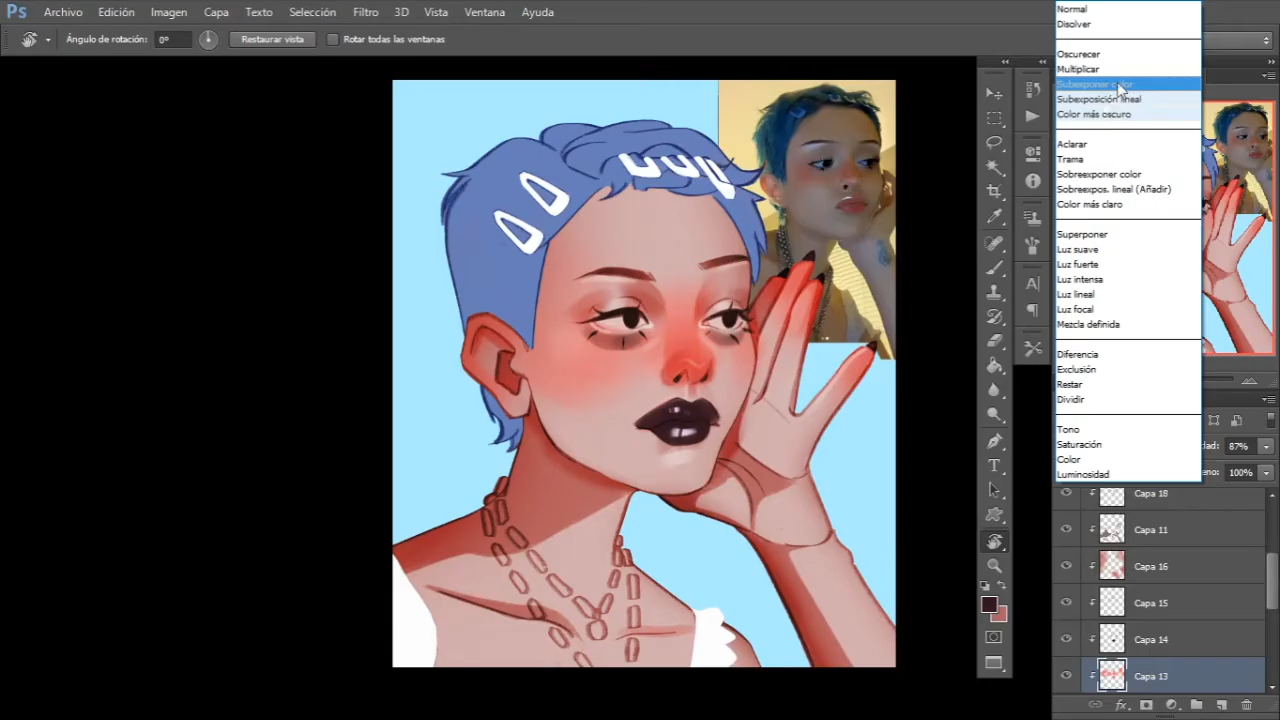 Ps Archivo Edición Imagen Capa Texto Selección Filtro 3D Vista Ventana Ayuda
Ángulo de rotación: 0° Restaurar vista Rotar todas las ventanas
Normal
Disolver
Oscurecer
Multiplicar
Subexponer color
Subexposición lineal
Color más oscuro
Aclarar
Trama
Sobreexponer color
Sobreexpos. lineal (Añadir)
Color más claro
Superponer
Luz suave
Luz fuerte
Luz intensa
Luz lineal
Luz focal
Mezcla definida
Diferencia
Exclusión
Restar
Dividir
Tono
Saturación
Color
Luminosidad
87%
100%
Capa 18
Capa 11
Capa 16
Capa 15
Capa 14
Capa 13